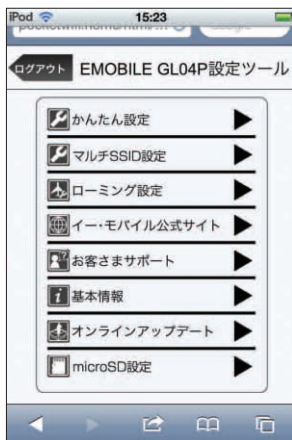 iPod
15:23
ログアウト
EMOBILE GL04P設定ツール
かんたん設定
マルチSSID設定
ローミング設定
イー・モバイル公式サイト
お客さまサポート
基本情報
オンラインアップデート
microSD設定